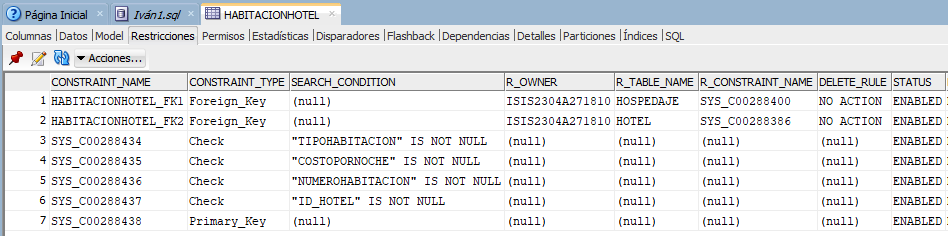 Página Inicial Iván1.sql HABITACIONHOTEL
Columnas Datos Model Restricciones Permisos Estadísticas Disparadores Flashback Dependencias Detalles Particiones Índices SQL
Acciones...
CONSTRAINT_NAME CONSTRAINT_TYPE SEARCH_CONDITION R_OWNER R_TABLE_NAME R_CONSTRAINT_NAME DELETE_RULE STATUS
1 HABITACIONHOTEL_FK1 Foreign_Key (null) ISIS2304A271810 HOSPEDAJE SYS_C00288400 NO ACTION ENABLED
2 HABITACIONHOTEL_FK2 Foreign_Key (null) ISIS2304A271810 HOTEL SYS_C00288386 NO ACTION ENABLED
3 SYS_C00288434 Check "TIPOHABITACION" IS NOT NULL (null) (null) (null) (null) ENABLED
4 SYS_C00288435 Check "COSTOPORNOCHE" IS NOT NULL (null) (null) (null) (null) ENABLED
5 SYS_C00288436 Check "NUMEROHABITACION" IS NOT NULL (null) (null) (null) (null) ENABLED
6 SYS_C00288437 Check "ID_HOTEL" IS NOT NULL (null) (null) (null) (null) ENABLED
7 SYS_C00288438 Primary_Key (null) (null) (null) (null) (null) ENABLED